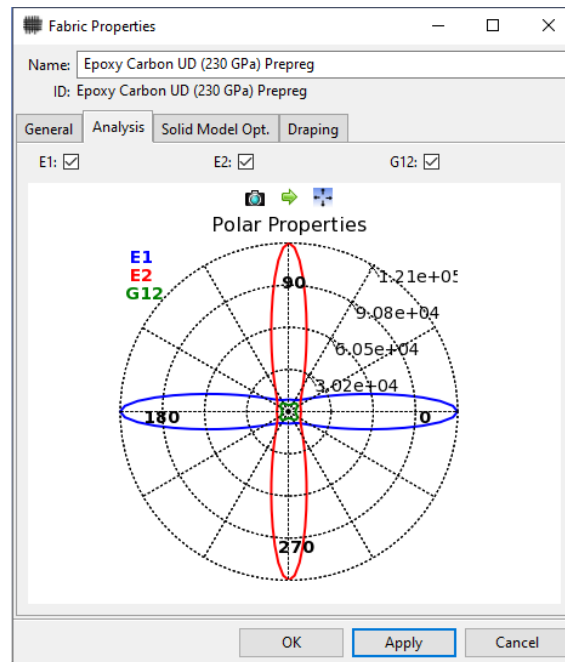 Fabric Properties
Name: Epoxy Carbon UD (230 GPa) Prepreg
ID: Epoxy Carbon UD (230 GPa) Prepreg
General Analysis Solid Model Opt. Draping
E1: E2: G12:
Polar Properties
E1
E2
G12
90
1.21e+05
9.08e+04
6.05e+04
3.02e+04
180
0
270
OK Apply Cancel